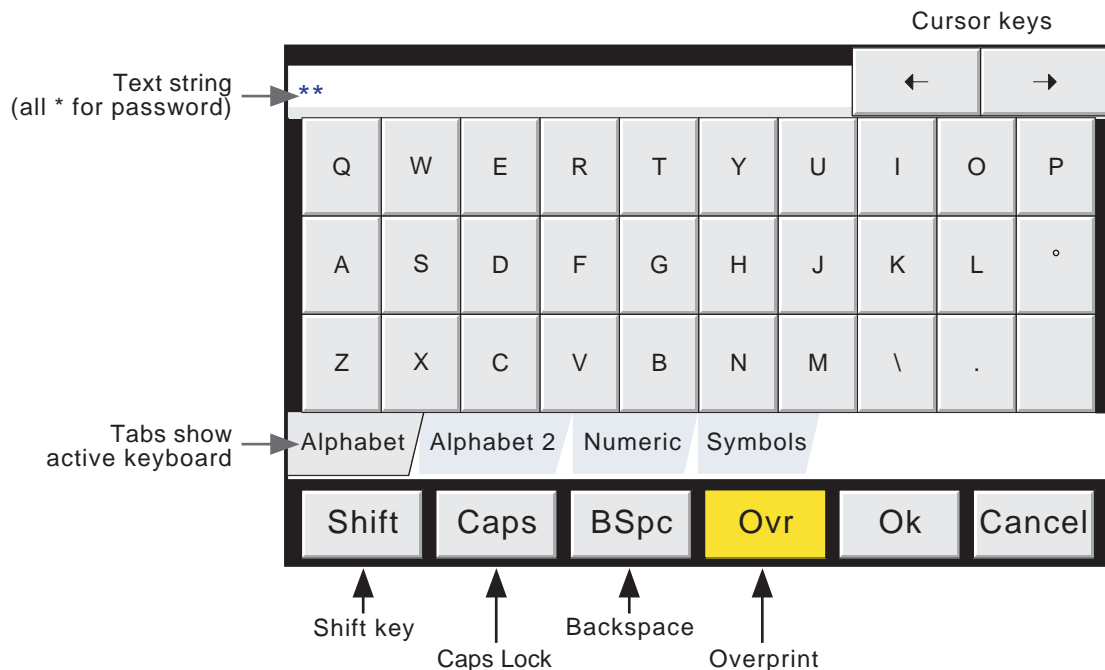 Cursor keys
Text string
(all * for password)
**
← →
Q W E R T Y U I O P
A S D F G H J K L °
Z X C V B N M \ .
Tabs show
active keyboard
Alphabet Alphabet 2 Numeric Symbols
Shift Caps BSpc Ovr Ok Cancel
Shift key Backspace
Caps Lock Overprint